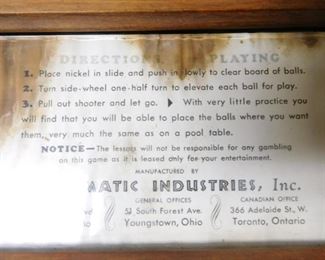 DIRECTIONS PLAYING
1. Place nickel in slide and push in slowly to clear board of balls.
2. Turn side-wheel one-half turn to elevate each ball for play.
3. Pull out shooter and let go. ▶ With very little practice you
will find that you will be able to place the balls where you want
them, very much the same as on a pool table.
NOTICE—The lessors will not be responsible for any gambling
on this game as it is leased only for your entertainment.
MANUFACTURED BY
MATIC INDUSTRIES, Inc.
GENERAL OFFICES CANADIAN OFFICE
51 South Forest Ave. 366 Adelaide St., W.
Youngstown, Ohio Toronto, Ontario